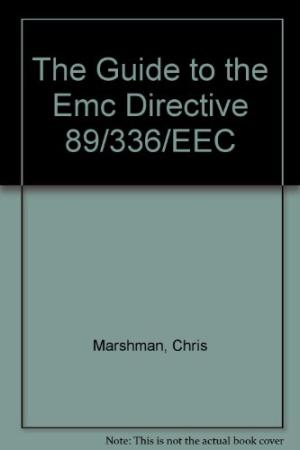 The Guide to the
Emc Directive
89/336/EEC
Marshman, Chris
Note: This is not the actual book cover